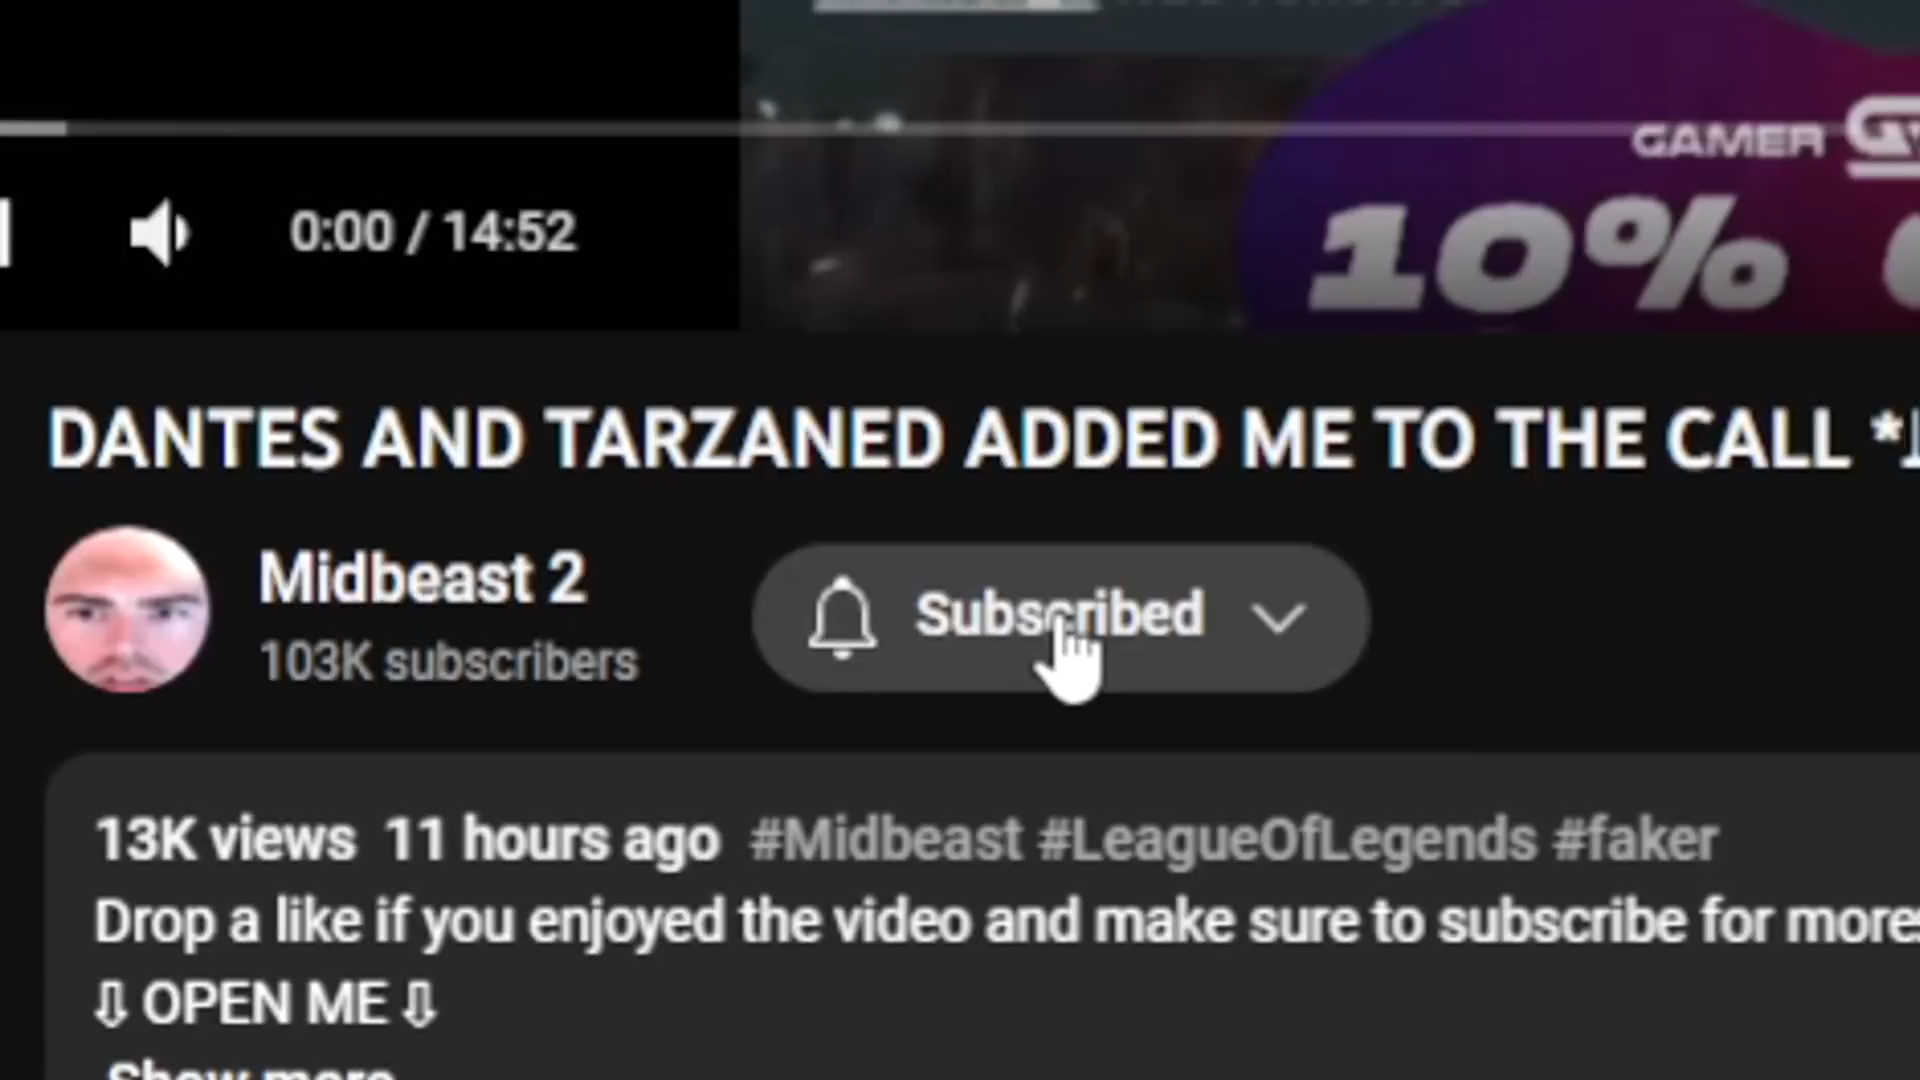 GAMER
10%
0:00 / 14:52
DANTES AND TARZANED ADDED ME TO THE CALL
Midbeast 2
Subscribed
103K subscribers
13K views 11 hours ago #Midbeast #LeagueOfLegends #faker
Drop a like if you enjoyed the video and make sure to subscribe for more
⇩ OPEN ME ⇩
Show more